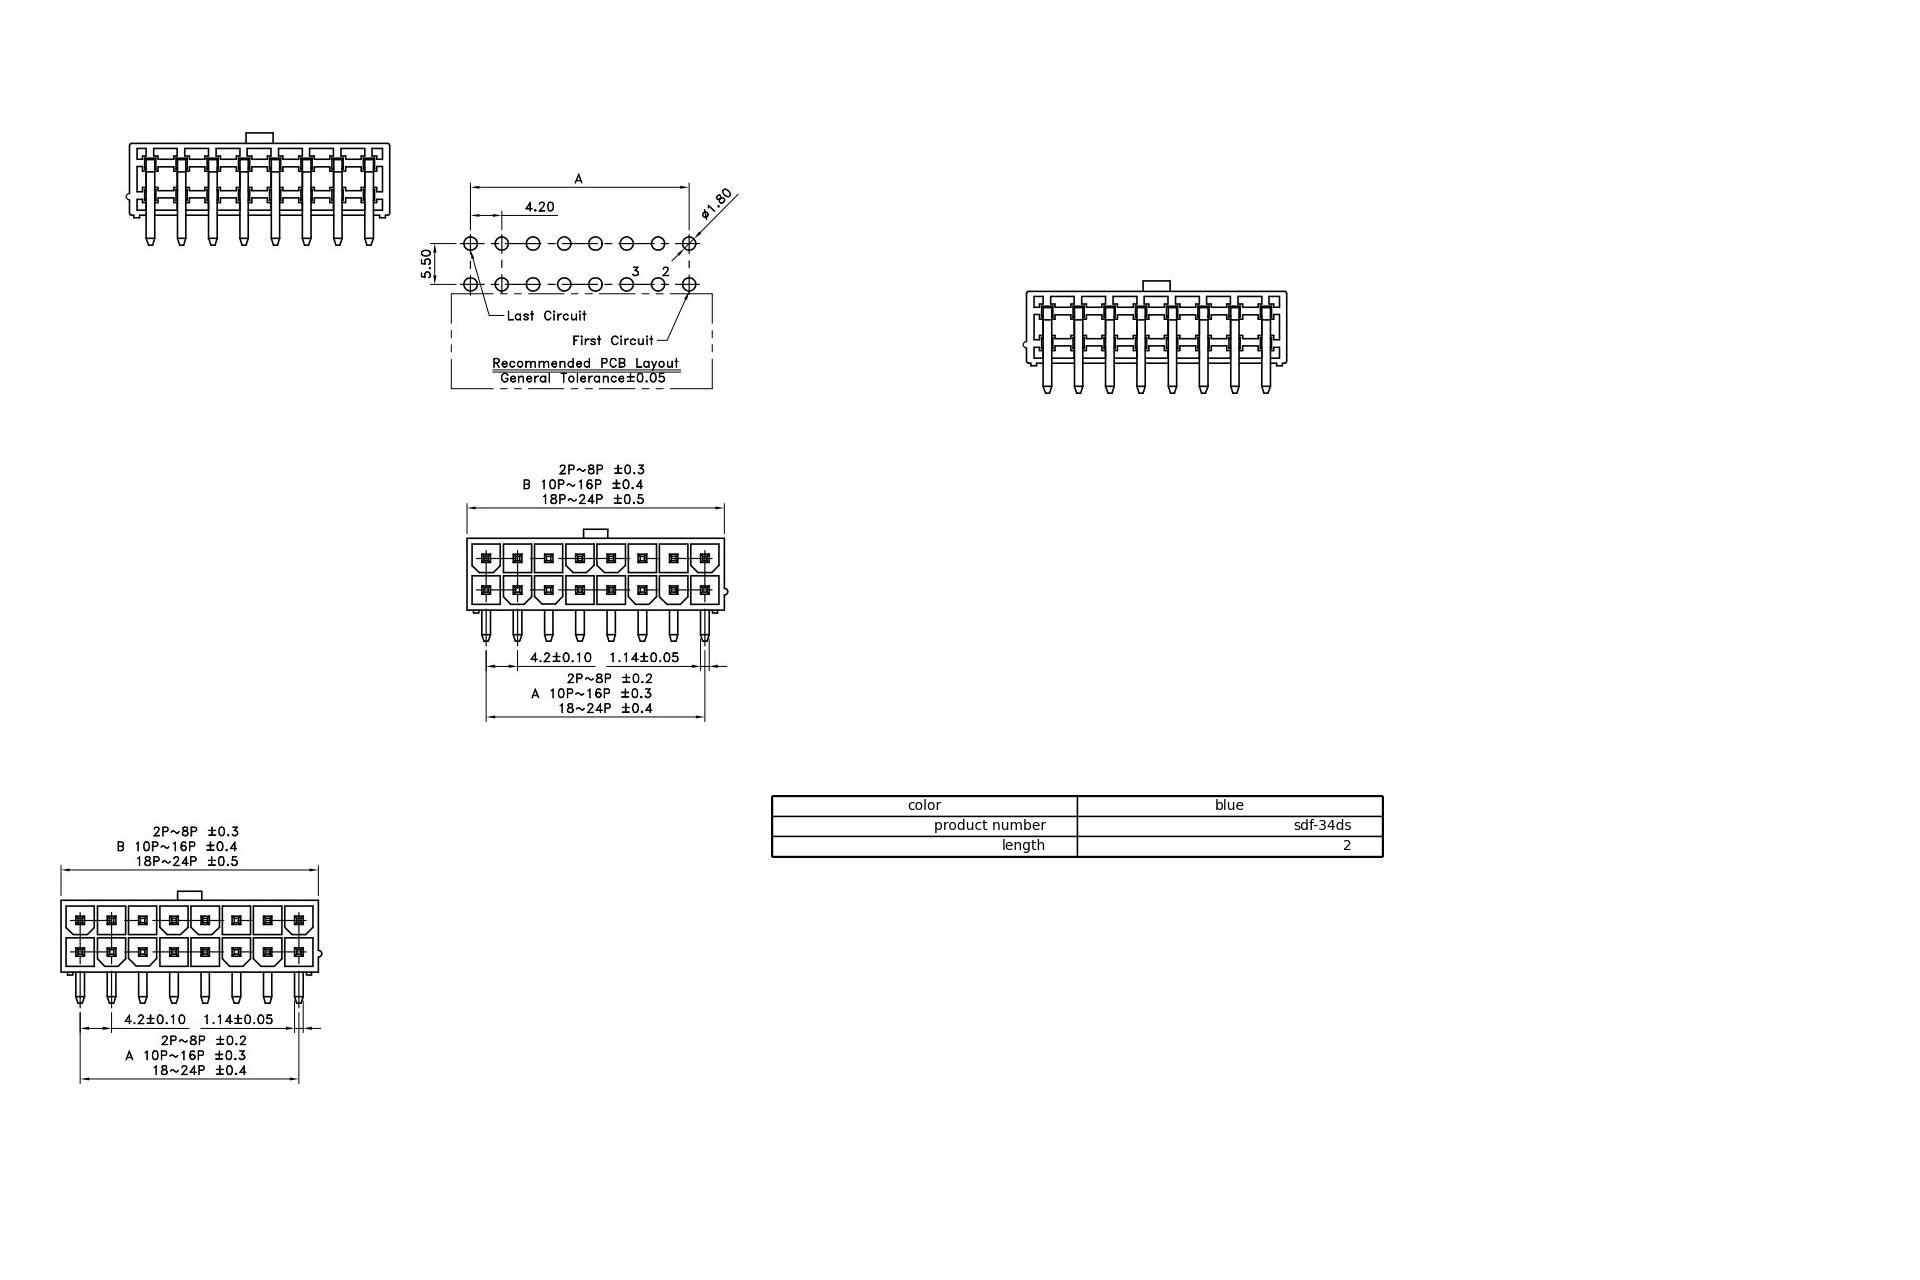 A
4.20
ø1.80
5.50
3 2
Last Circuit
First Circuit
Recommended PCB Layout
General Tolerance±0.05
2P~8P ±0.3
B 10P~16P ±0.4
18P~24P ±0.5
4.2±0.10 1.14±0.05
2P~8P ±0.2
A 10P~16P ±0.3
18~24P ±0.4
color blue
product number sdf-34ds
length 2
2P~8P ±0.3
B 10P~16P ±0.4
18P~24P ±0.5
4.2±0.10 1.14±0.05
2P~8P ±0.2
A 10P~16P ±0.3
18~24P ±0.4